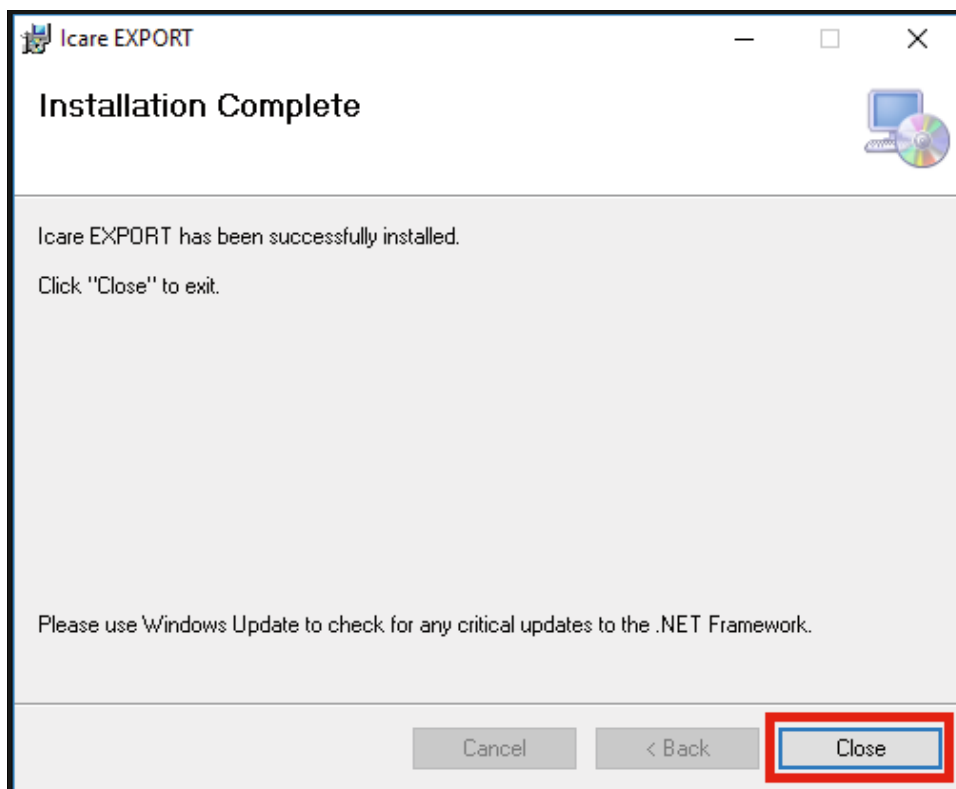 Icare EXPORT
Installation Complete
Icare EXPORT has been successfully installed.
Click "Close" to exit.
Please use Windows Update to check for any critical updates to the .NET Framework.
Cancel
< Back
Close